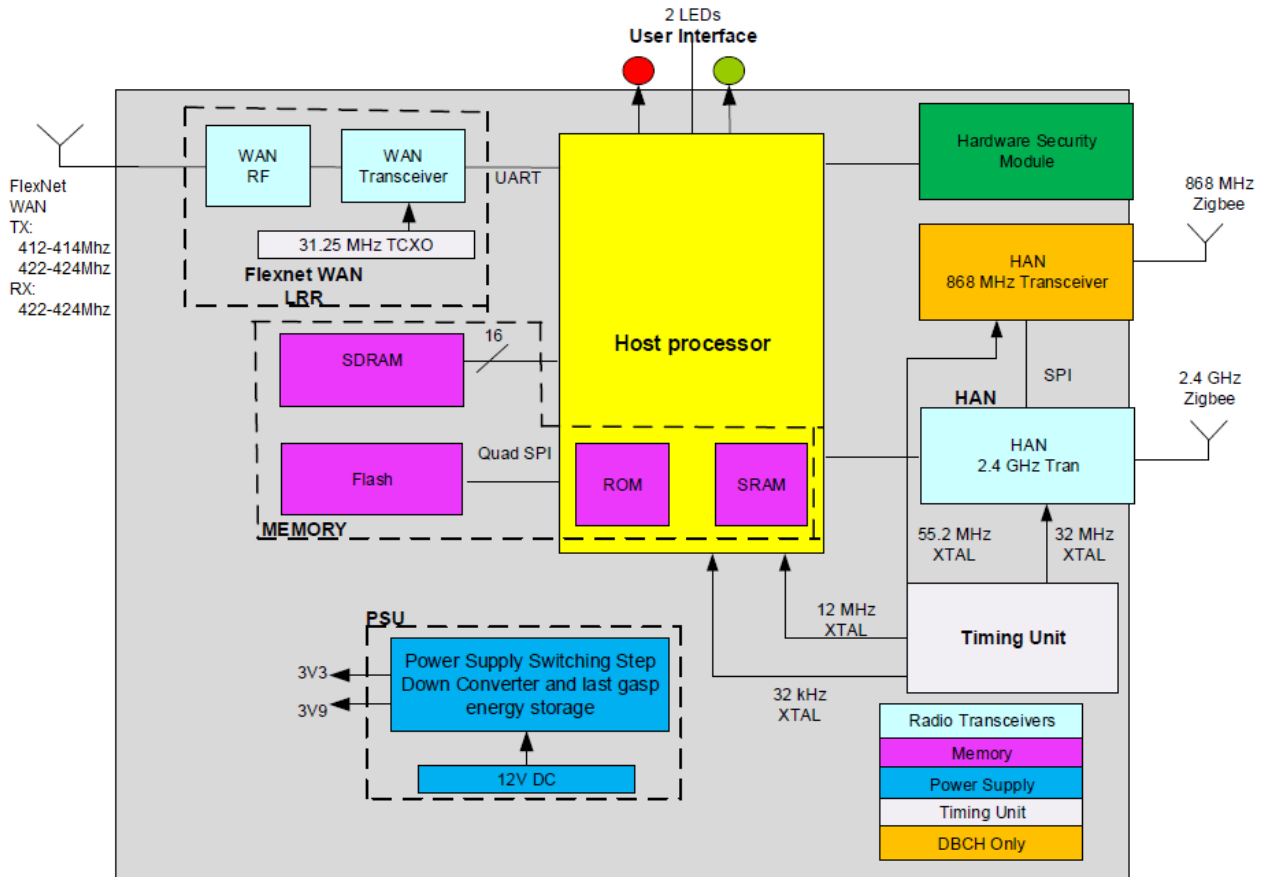 2 LEDs
User Interface
FlexNet
WAN
TX:
412-414Mhz
422-424Mhz
RX:
422-424Mhz
WAN
RF
WAN
Transceiver
UART
31.25 MHz TCXO
Flexnet WAN
LRR
Hardware Security
Module
868 MHz
Zigbee
HAN
868 MHz Transceiver
SPI
2.4 GHz
Zigbee
HAN
HAN
2.4 GHz Tran
Host processor
SDRAM
16
Flash
Quad SPI
MEMORY
ROM
SRAM
55.2 MHz
XTAL
32 MHz
XTAL
12 MHz
XTAL
32 kHz
XTAL
Timing Unit
PSU
Power Supply Switching Step
Down Converter and last gasp
energy storage
3V3
3V9
12V DC
Radio Transceivers
Memory
Power Supply
Timing Unit
DBCH Only